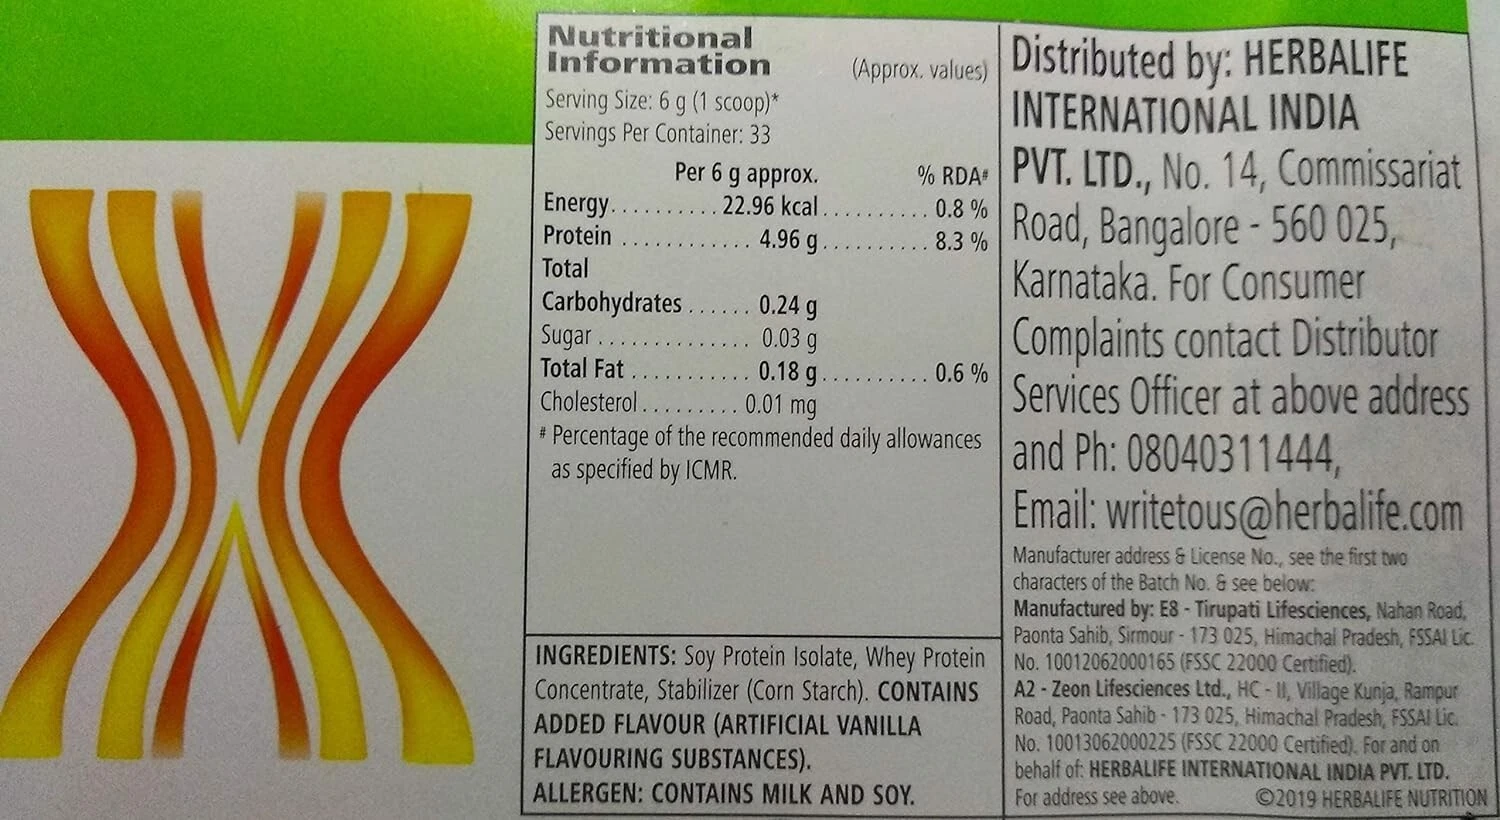 Nutritional
Information (Approx. values)
Serving Size: 6 g (1 scoop)*
Servings Per Container: 33
Per 6 g approx. % RDA#
Energy.......... 22.96 kcal.......... 0.8 %
Protein ............ 4.96 g.......... 8.3 %
Total
Carbohydrates ...... 0.24 g
Sugar .............. 0.03 g
Total Fat ........... 0.18 g.......... 0.6 %
Cholesterol ......... 0.01 mg
# Percentage of the recommended daily allowances
as specified by ICMR.
INGREDIENTS: Soy Protein Isolate, Whey Protein
Concentrate, Stabilizer (Corn Starch). CONTAINS
ADDED FLAVOUR (ARTIFICIAL VANILLA
FLAVOURING SUBSTANCES).
ALLERGEN: CONTAINS MILK AND SOY.
Distributed by: HERBALIFE
INTERNATIONAL INDIA
PVT. LTD., No. 14, Commissariat
Road, Bangalore - 560 025,
Karnataka. For Consumer
Complaints contact Distributor
Services Officer at above address
and Ph: 08040311444,
Email: writetous@herbalife.com
Manufacturer address & License No., see the first two
characters of the Batch No. & see below:
Manufactured by: E8 - Tirupati Lifesciences, Nahan Road,
Paonta Sahib, Sirmour - 173 025, Himachal Pradesh, FSSAI Lic.
No. 10012062000165 (FSSC 22000 Certified).
A2 - Zeon Lifesciences Ltd., HC - II, Village Kunja, Rampur
Road, Paonta Sahib - 173 025, Himachal Pradesh, FSSAI Lic.
No. 10013062000225 (FSSC 22000 Certified). For and on
behalf of: HERBALIFE INTERNATIONAL INDIA PVT. LTD.
For address see above. ©2019 HERBALIFE NUTRITION